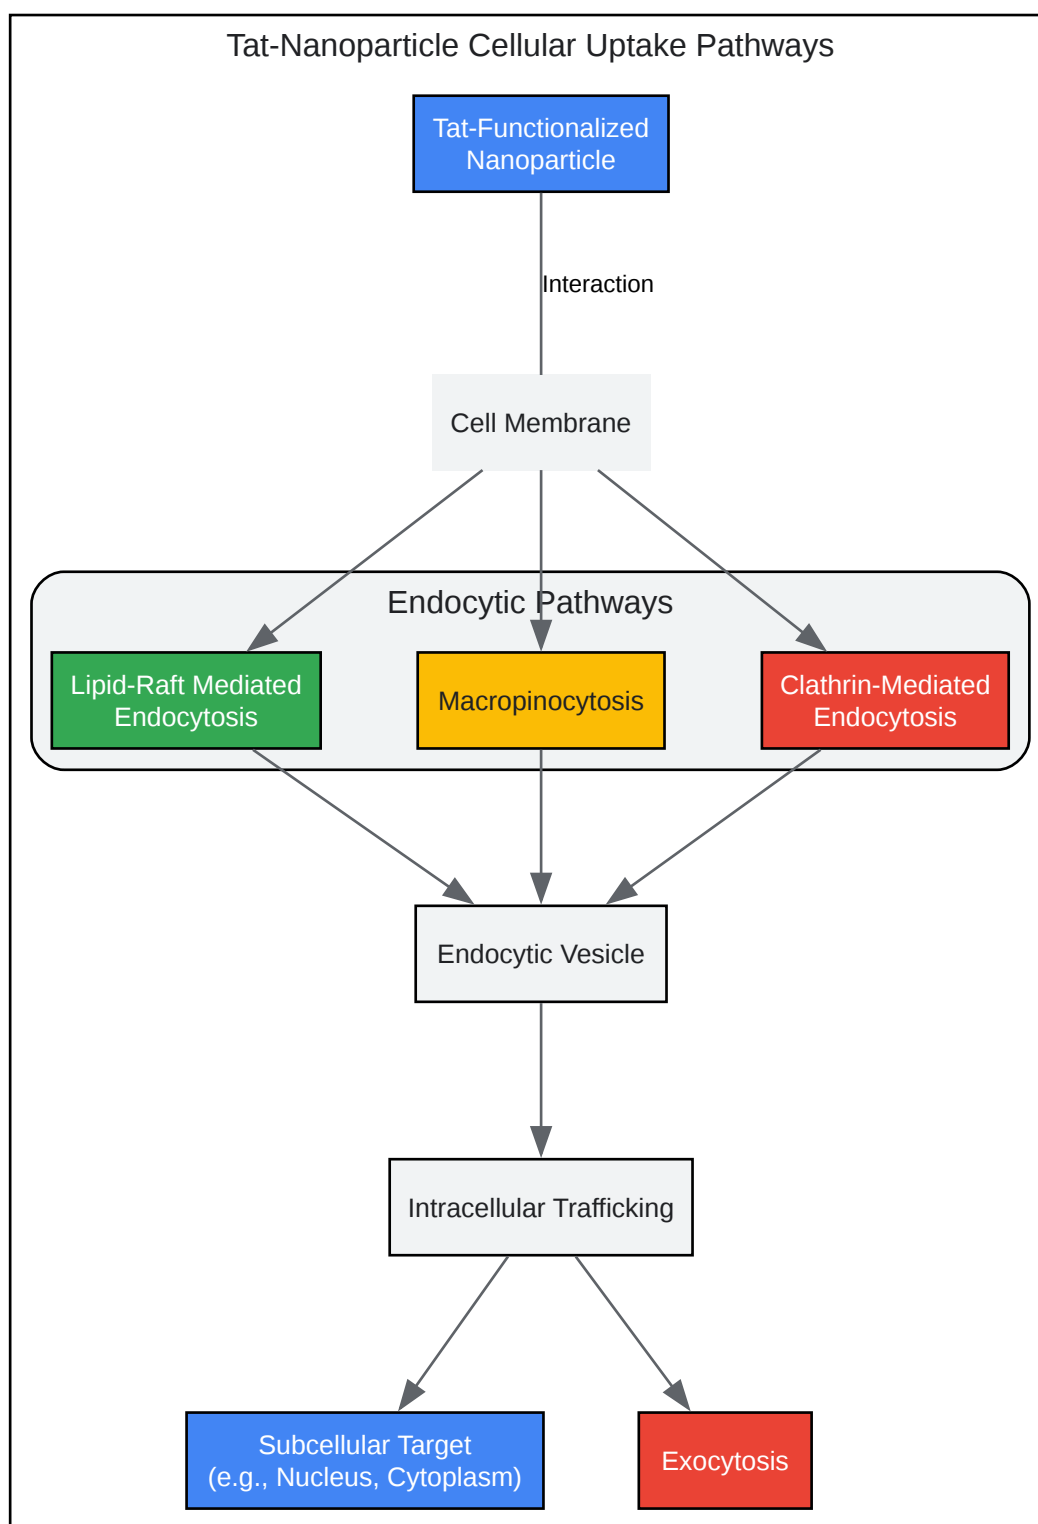 Tat-Nanoparticle Cellular Uptake Pathways
Tat-Functionalized
Nanoparticle
Interaction
Cell Membrane
Endocytic Pathways
Lipid-Raft Mediated
Endocytosis
Macropinocytosis
Clathrin-Mediated
Endocytosis
Endocytic Vesicle
Intracellular Trafficking
Subcellular Target
(e.g., Nucleus, Cytoplasm)
Exocytosis